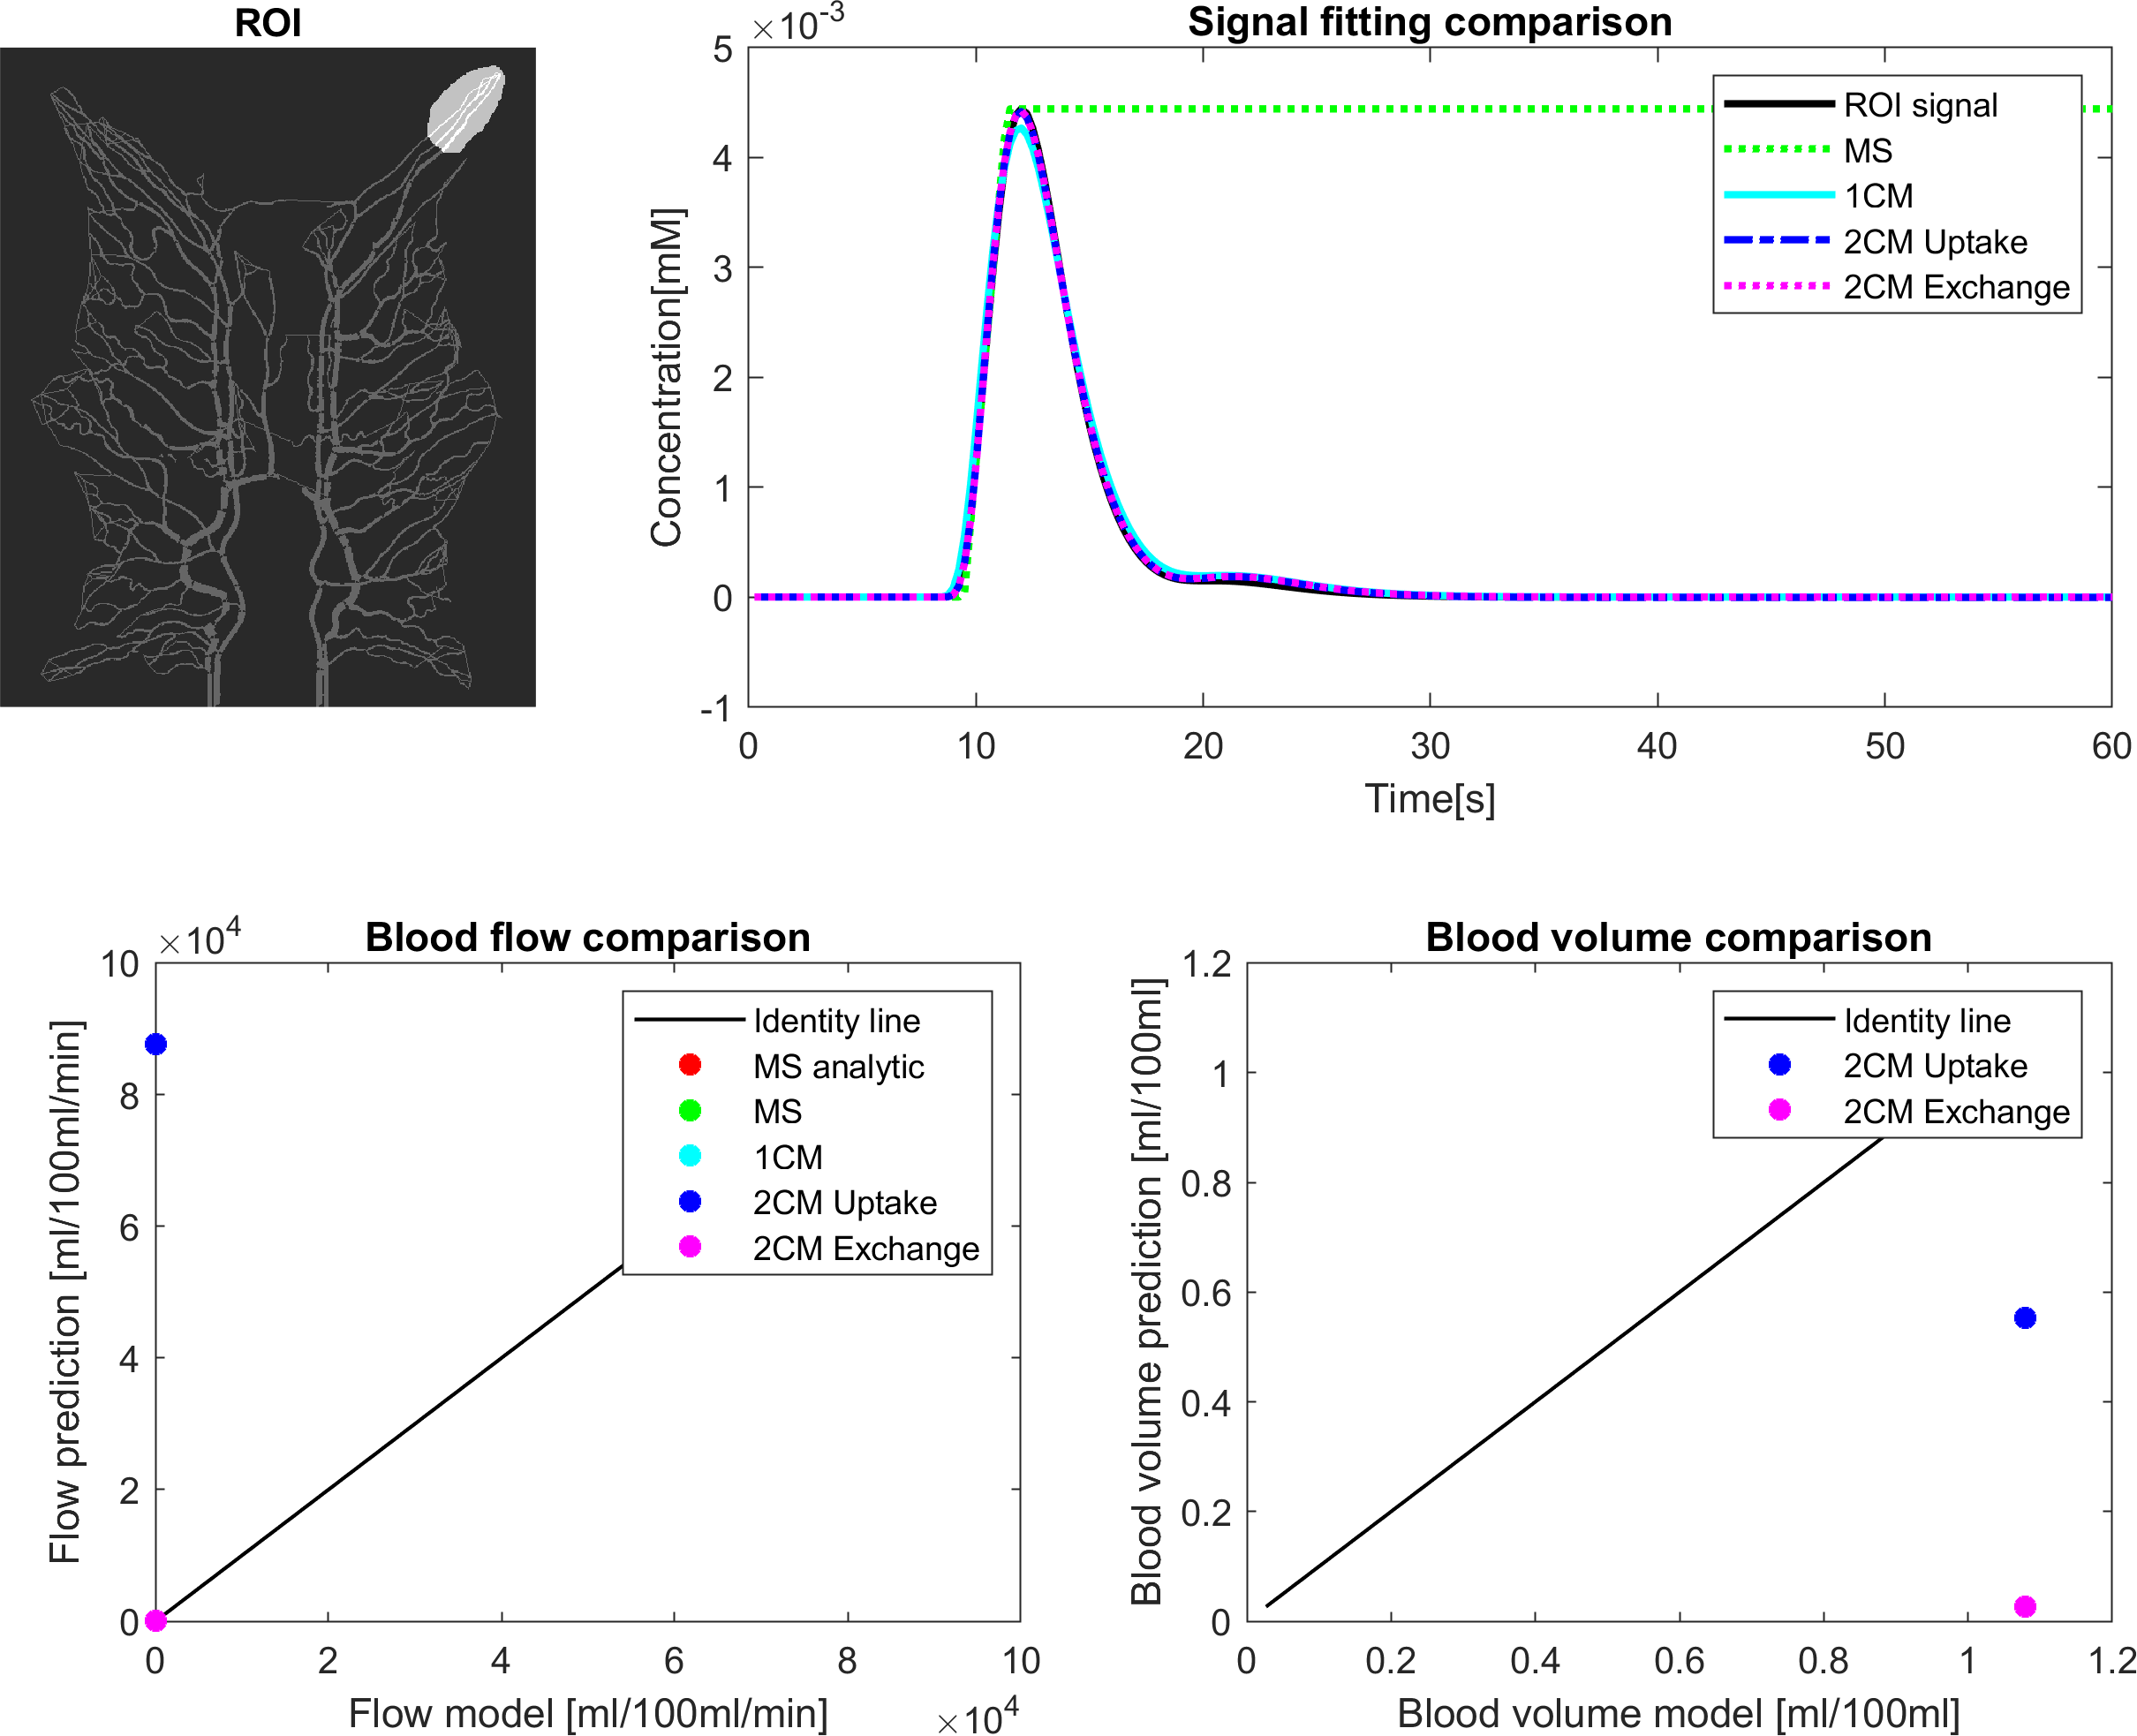 ROI
Signal fitting comparison
×10-3
5
4
3
2
1
0
-1
Concentration[mM]
0 10 20 30 40 50 60
Time[s]
ROI signal
MS
1CM
2CM Uptake
2CM Exchange
Blood flow comparison
×104
10
8
6
4
2
0
Flow prediction [ml/100ml/min]
0 2 4 6 8 10
Flow model [ml/100ml/min]
×104
Identity line
MS analytic
MS
1CM
2CM Uptake
2CM Exchange
Blood volume comparison
1.2
1
0.8
0.6
0.4
0.2
0
Blood volume prediction [ml/100ml]
0 0.2 0.4 0.6 0.8 1 1.2
Blood volume model [ml/100ml]
Identity line
2CM Uptake
2CM Exchange